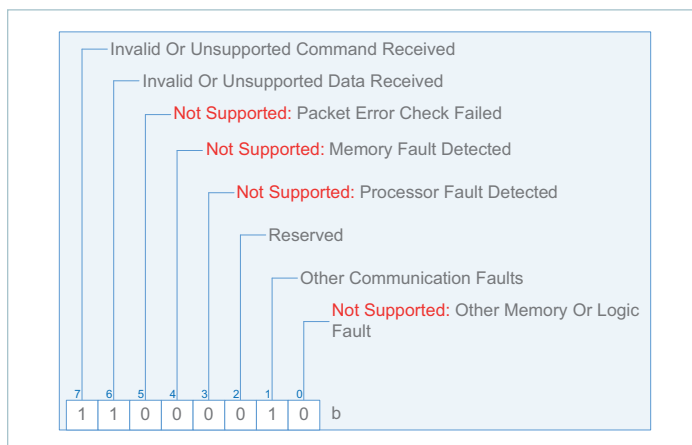 Invalid Or Unsupported Command Received
Invalid Or Unsupported Data Received
Not Supported: Packet Error Check Failed
Not Supported: Memory Fault Detected
Not Supported: Processor Fault Detected
Reserved
Other Communication Faults
Not Supported: Other Memory Or Logic
Fault
7 6 5 4 3 2 1 0
1 1 0 0 0 0 1 0 b